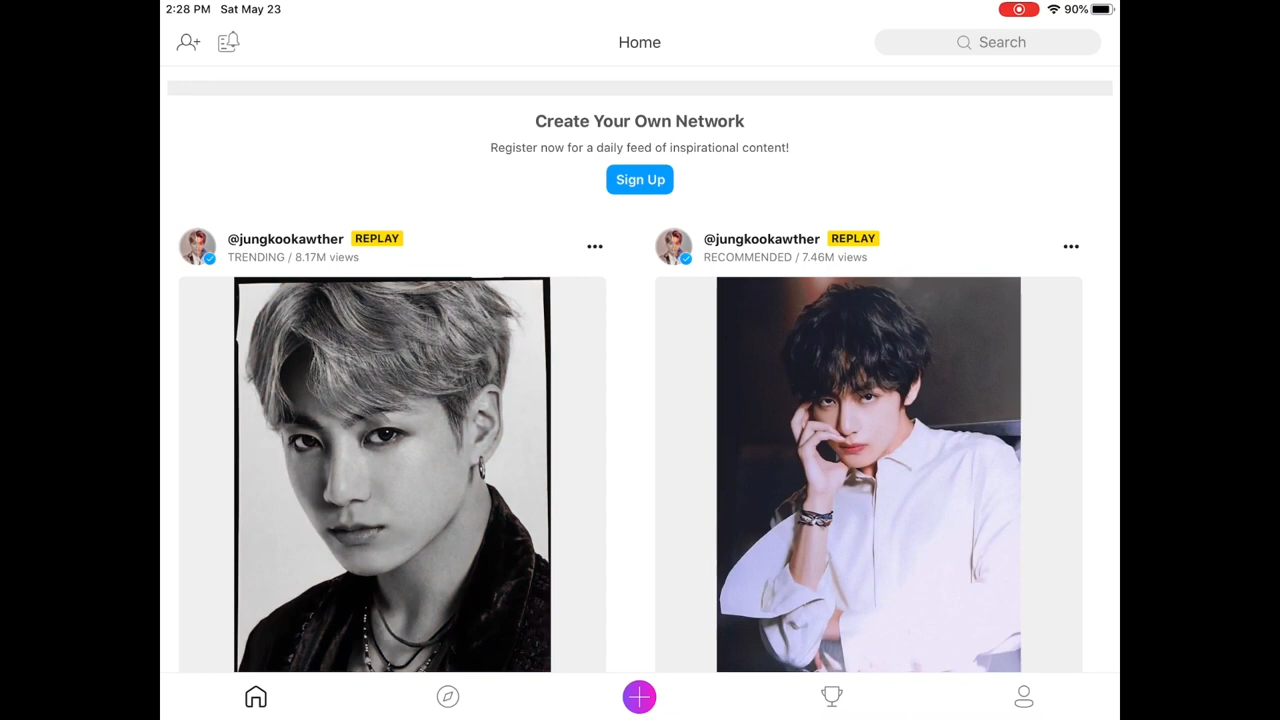 2:28 PM Sat May 23
90%
Home
Search
Create Your Own Network
Register now for a daily feed of inspirational content!
Sign Up
@jungkookawther REPLAY
TRENDING / 8.17M views
@jungkookawther REPLAY
RECOMMENDED / 7.46M views